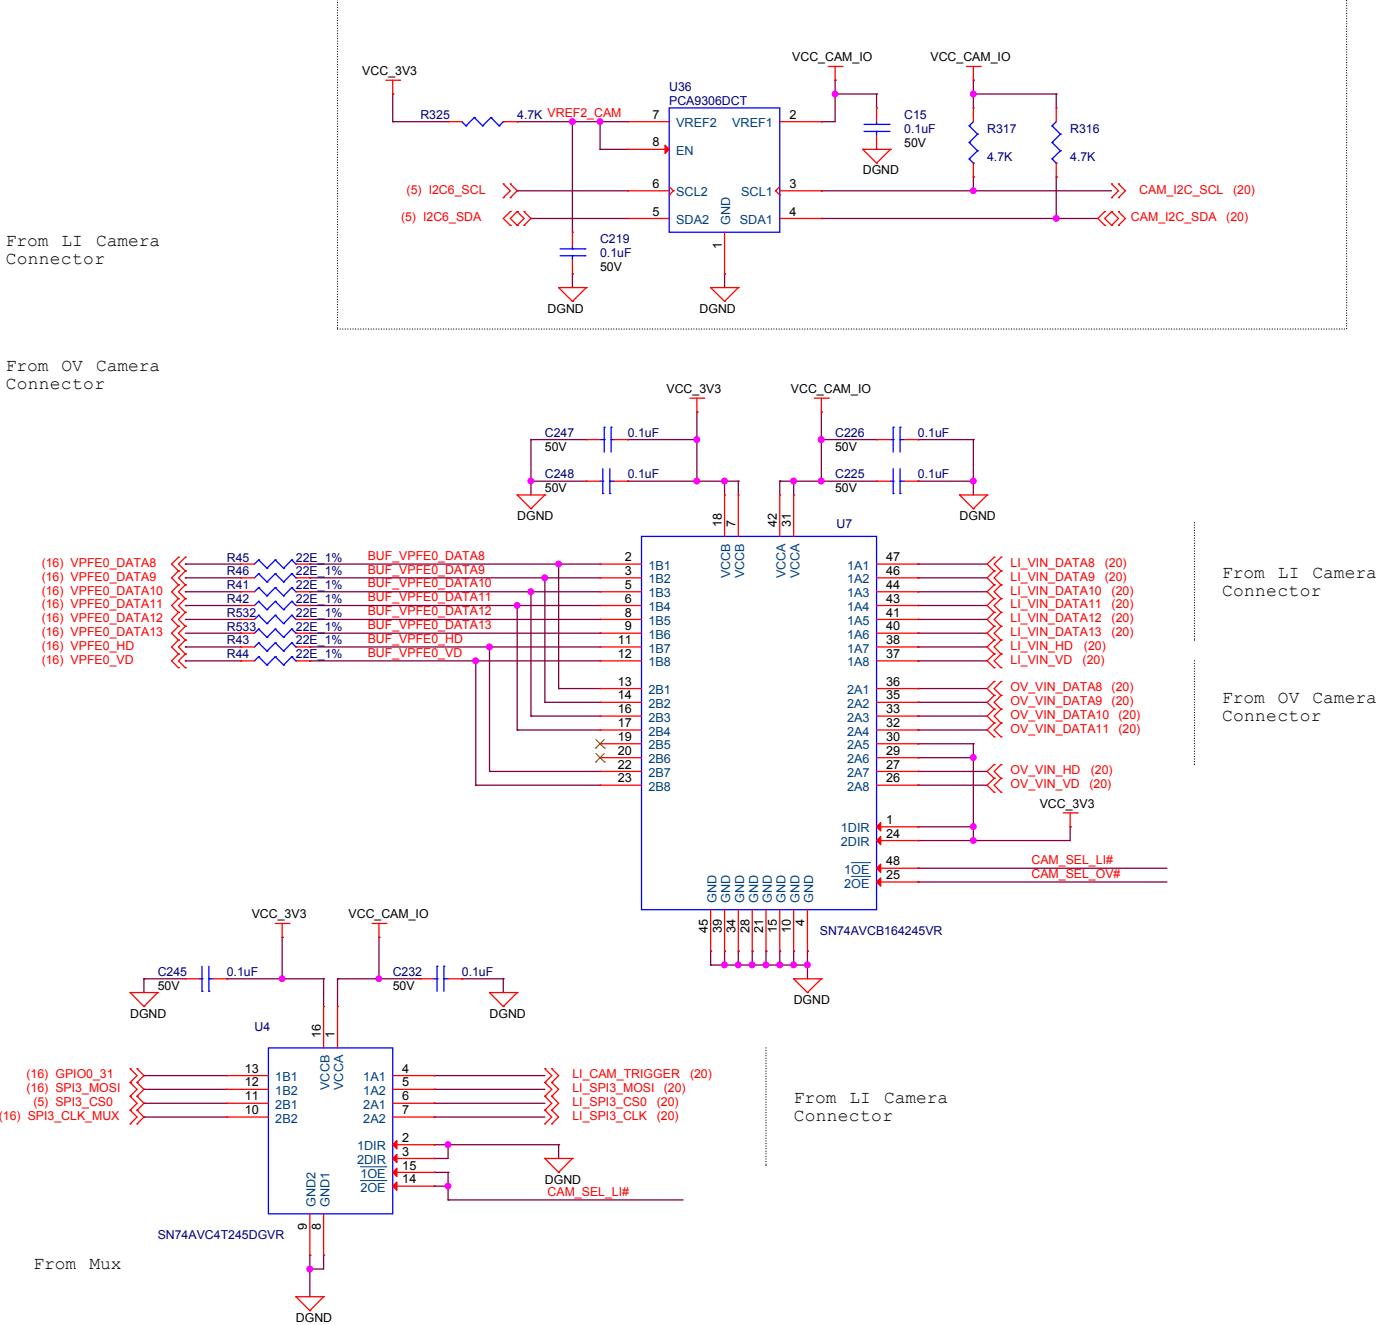 VCC_3V3
VCC_CAM_IO
VCC_CAM_IO
U36
PCA9306DCT
R325
4.7K
VREF2_CAM
7
VREF2
VREF1
2
C15
0.1uF
50V
DGND
R317
4.7K
R316
4.7K
8
EN
(5) I2C6_SCL
6
SCL2
SCL1
3
CAM_I2C_SCL (20)
(5) I2C6_SDA
5
SDA2
GND
SDA1
4
CAM_I2C_SDA (20)
1
C219
0.1uF
50V
DGND
DGND
From LI Camera
Connector
From OV Camera
Connector
VCC_3V3
VCC_CAM_IO
C247
50V
0.1uF
C226
50V
0.1uF
C248
50V
0.1uF
C225
50V
0.1uF
DGND
DGND
18
7
42
31
U7
VCCB
VCCB
VCCA
VCCA
(16) VPFE0_DATA8
R45
22E_1%
BUF_VPFE0_DATA8
2
1B1
1A1
47
LI_VIN_DATA8 (20)
(16) VPFE0_DATA9
R46
22E_1%
BUF_VPFE0_DATA9
3
1B2
1A2
46
LI_VIN_DATA9 (20)
(16) VPFE0_DATA10
R41
22E_1%
BUF_VPFE0_DATA10
5
1B3
1A3
44
LI_VIN_DATA10 (20)
(16) VPFE0_DATA11
R42
22E_1%
BUF_VPFE0_DATA11
6
1B4
1A4
43
LI_VIN_DATA11 (20)
(16) VPFE0_DATA12
R532
22E_1%
BUF_VPFE0_DATA12
8
1B5
1A5
41
LI_VIN_DATA12 (20)
(16) VPFE0_DATA13
R533
22E_1%
BUF_VPFE0_DATA13
9
1B6
1A6
40
LI_VIN_DATA13 (20)
(16) VPFE0_HD
R43
22E_1%
BUF_VPFE0_HD
11
1B7
1A7
38
LI_VIN_HD (20)
(16) VPFE0_VD
R44
22E_1%
BUF_VPFE0_VD
12
1B8
1A8
37
LI_VIN_VD (20)
From LI Camera
Connector
13
2B1
2A1
36
OV_VIN_DATA8 (20)
14
2B2
2A2
35
OV_VIN_DATA9 (20)
16
2B3
2A3
33
OV_VIN_DATA10 (20)
17
2B4
2A4
32
OV_VIN_DATA11 (20)
19
2B5
2A5
30
20
2B6
2A6
29
22
2B7
2A7
27
OV_VIN_HD (20)
23
2B8
2A8
26
OV_VIN_VD (20)
From OV Camera
Connector
VCC_3V3
1DIR
1
2DIR
24
1OE
48
CAM_SEL_LI#
2OE
25
CAM_SEL_OV#
GND
GND
GND
GND
GND
GND
GND
GND
45
39
34
28
21
15
10
4
SN74AVCB164245VR
DGND
VCC_3V3
VCC_CAM_IO
C245
50V
0.1uF
C232
50V
0.1uF
DGND
DGND
U4
16
1
VCCB
VCCA
(16) GPIO0_31
13
1B1
1A1
4
LI_CAM_TRIGGER (20)
(16) SPI3_MOSI
12
1B2
1A2
5
LI_SPI3_MOSI (20)
(5) SPI3_CS0
11
2B1
2A1
6
LI_SPI3_CS0 (20)
(16) SPI3_CLK_MUX
10
2B2
2A2
7
LI_SPI3_CLK (20)
From LI Camera
Connector
1DIR
2
2DIR
3
1OE
15
2OE
14
DGND
CAM_SEL_LI#
GND2
GND1
9
8
SN74AVC4T245DGVR
From Mux
DGND